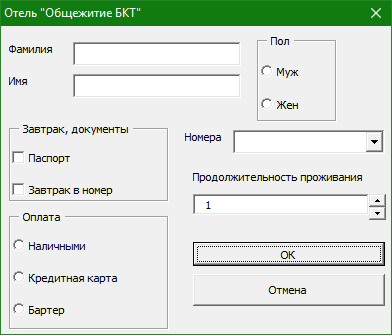 Отель "Общежитие БКТ"
Фамилия
Имя
Пол
Муж
Жен
Завтрак, документы
Паспорт
Завтрак в номер
Номера
Продолжительность проживания
1
Оплата
Наличными
Кредитная карта
Бартер
ОК
Отмена